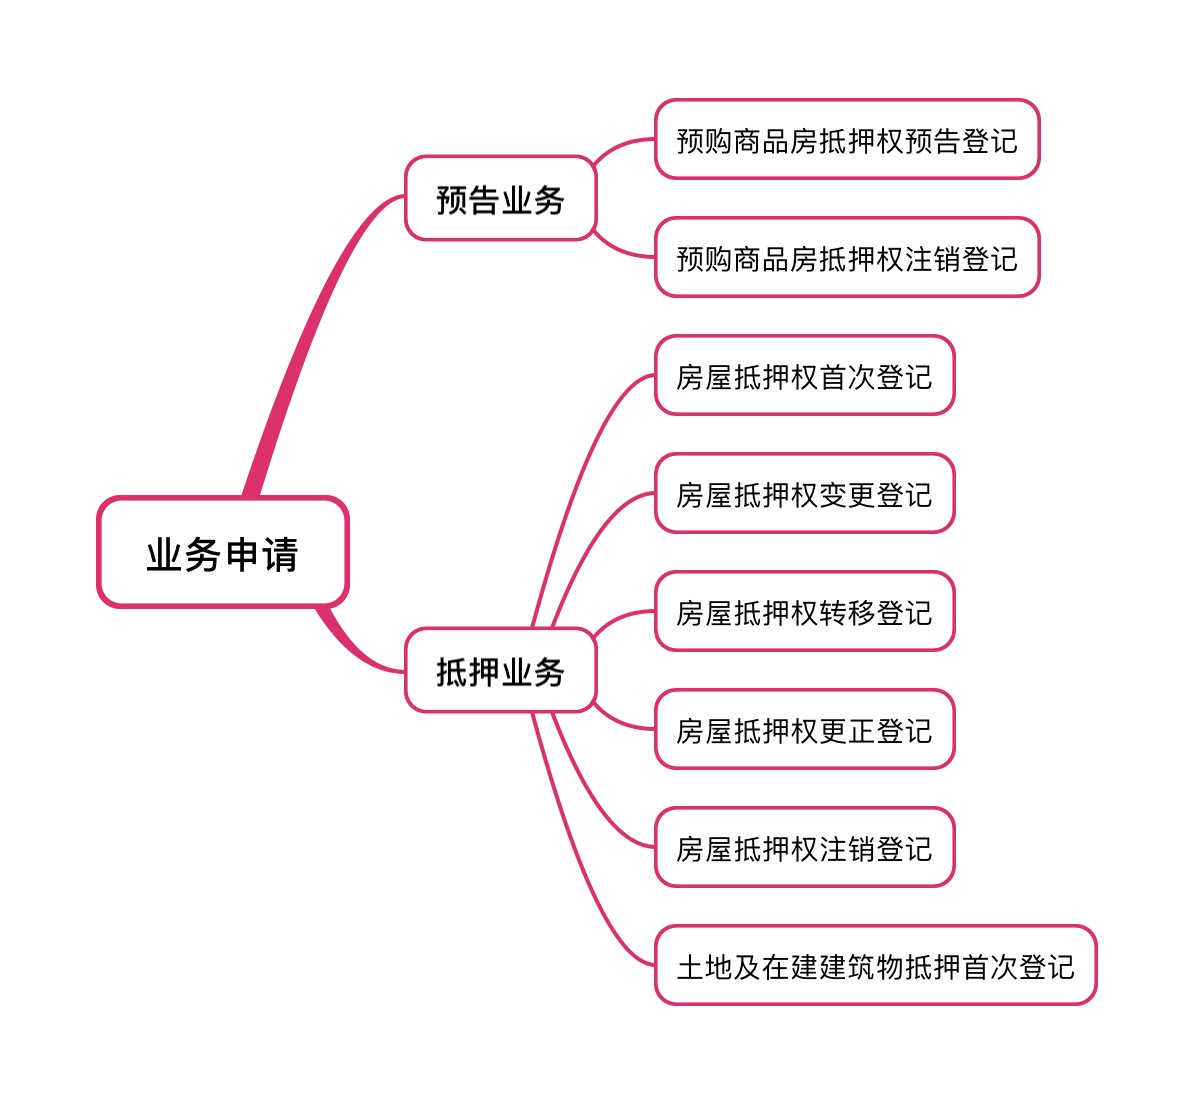 业务申请
预告业务
预购商品房抵押权预告登记
预购商品房抵押权注销登记
抵押业务
房屋抵押权首次登记
房屋抵押权变更登记
房屋抵押权转移登记
房屋抵押权更正登记
房屋抵押权注销登记
土地及在建建筑物抵押首次登记